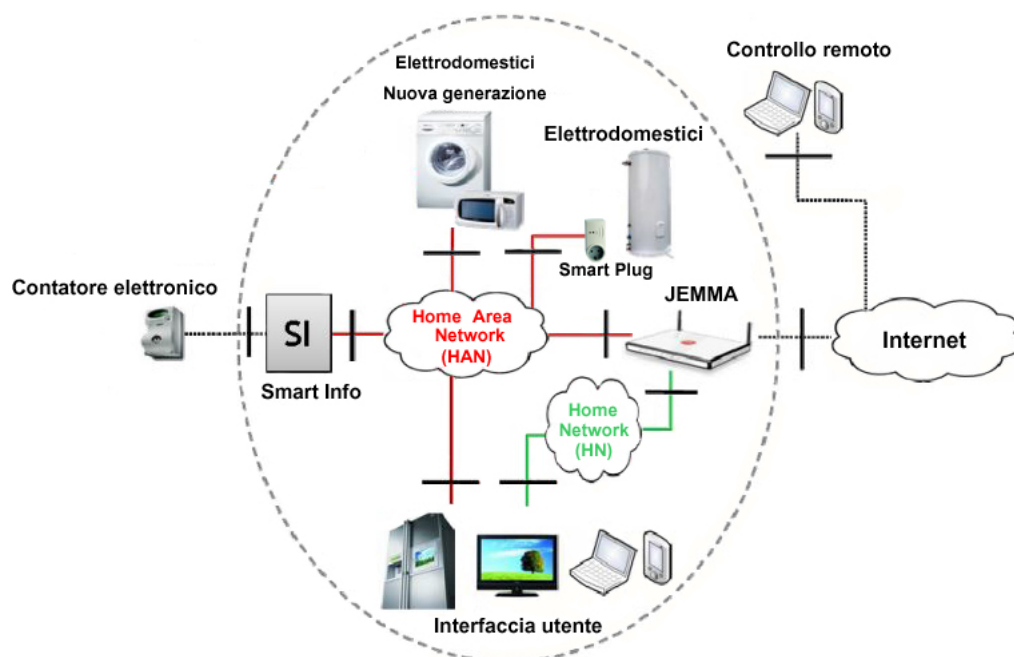 Controllo remoto
Elettrodomestici
Nuova generazione
Elettrodomestici
Smart Plug
Contatore elettronico
SI
Smart Info
Home Area
Network
(HAN)
JEMMA
Internet
Home
Network
(HN)
Interfaccia utente